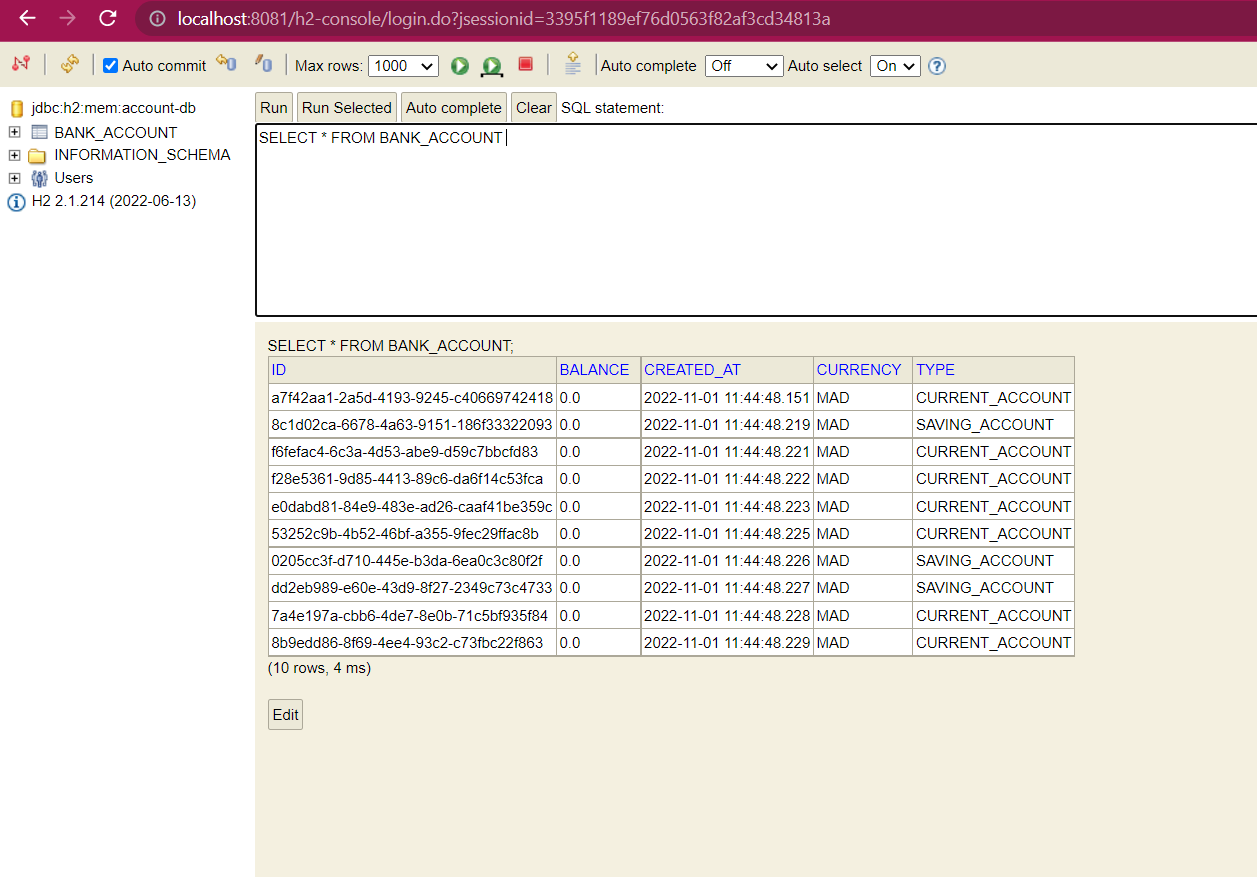 localhost:8081/h2-console/login.do?jsessionid=3395f1189ef76d0563f82af3cd34813a
Auto commit Max rows: 1000 Auto complete Off Auto select On
jdbc:h2:mem:account-db
BANK_ACCOUNT
INFORMATION_SCHEMA
Users
H2 2.1.214 (2022-06-13)
Run Run Selected Auto complete Clear SQL statement:
SELECT * FROM BANK_ACCOUNT
SELECT * FROM BANK_ACCOUNT;
ID BALANCE CREATED_AT CURRENCY TYPE
a7f42aa1-2a5d-4193-9245-c40669742418 0.0 2022-11-01 11:44:48.151 MAD CURRENT_ACCOUNT
8c1d02ca-6678-4a63-9151-186f33322093 0.0 2022-11-01 11:44:48.219 MAD SAVING_ACCOUNT
f6fefac4-6c3a-4d53-abe9-d59c7bbcfd83 0.0 2022-11-01 11:44:48.221 MAD CURRENT_ACCOUNT
f28e5361-9d85-4413-89c6-da6f14c53fca 0.0 2022-11-01 11:44:48.222 MAD CURRENT_ACCOUNT
e0dabd81-84e9-483e-ad26-caaf41be359c 0.0 2022-11-01 11:44:48.223 MAD CURRENT_ACCOUNT
53252c9b-4b52-46bf-a355-9fec29ffac8b 0.0 2022-11-01 11:44:48.225 MAD CURRENT_ACCOUNT
0205cc3f-d710-445e-b3da-6ea0c3c80f2f 0.0 2022-11-01 11:44:48.226 MAD SAVING_ACCOUNT
dd2eb989-e60e-43d9-8f27-2349c73c4733 0.0 2022-11-01 11:44:48.227 MAD SAVING_ACCOUNT
7a4e197a-cbb6-4de7-8e0b-71c5bf935f84 0.0 2022-11-01 11:44:48.228 MAD CURRENT_ACCOUNT
8b9edd86-8f69-4ee4-93c2-c73fbc22f863 0.0 2022-11-01 11:44:48.229 MAD CURRENT_ACCOUNT
(10 rows, 4 ms)
Edit